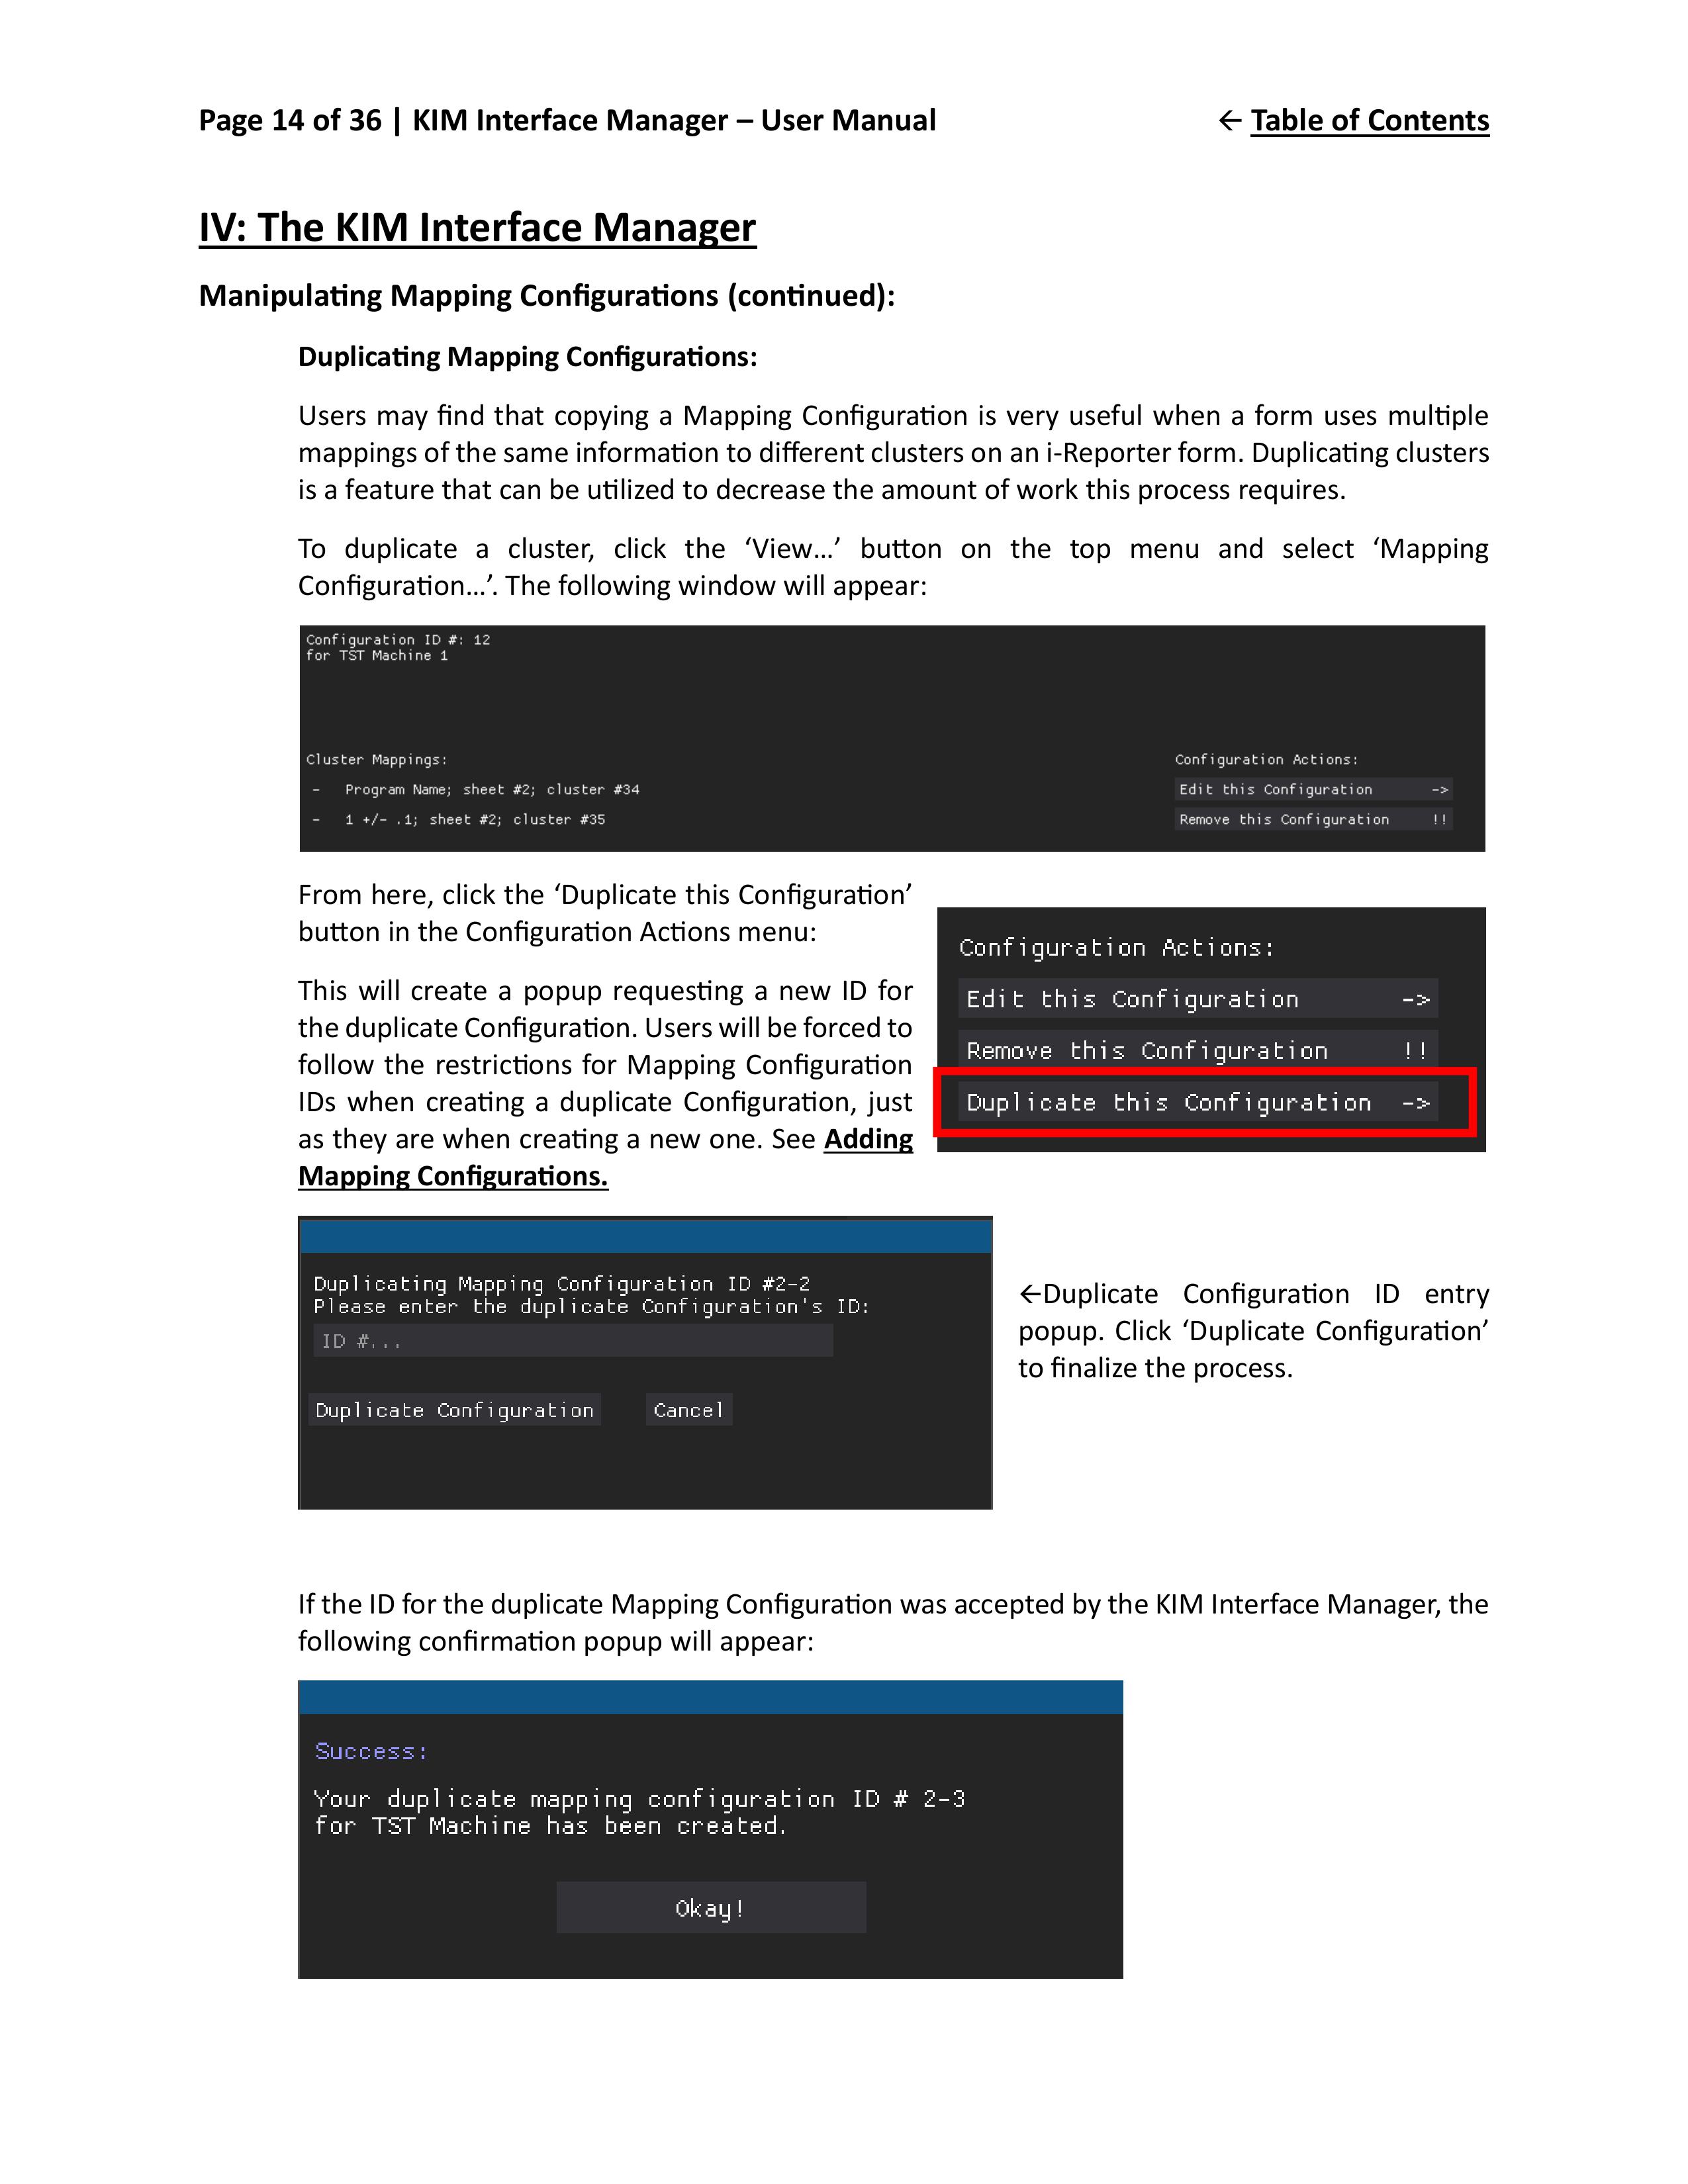 Page 14 of 36 | KIM Interface Manager – User Manual
← Table of Contents
IV: The KIM Interface Manager
Manipulating Mapping Configurations (continued):
Duplicating Mapping Configurations:
Users may find that copying a Mapping Configuration is very useful when a form uses multiple
mappings of the same information to different clusters on an i-Reporter form. Duplicating clusters
is a feature that can be utilized to decrease the amount of work this process requires.
To duplicate a cluster, click the ‘View…’ button on the top menu and select ‘Mapping
Configuration…’. The following window will appear:
Configuration ID #: 12
for TST Machine 1
Cluster Mappings:
- Program Name; sheet #2; cluster #34
- 1 +/- .1; sheet #2; cluster #35
Configuration Actions:
Edit this Configuration ->
Remove this Configuration !!
From here, click the ‘Duplicate this Configuration’
button in the Configuration Actions menu:
This will create a popup requesting a new ID for
the duplicate Configuration. Users will be forced to
follow the restrictions for Mapping Configuration
IDs when creating a duplicate Configuration, just
as they are when creating a new one. See Adding
Mapping Configurations.
Configuration Actions:
Edit this Configuration ->
Remove this Configuration !!
Duplicate this Configuration ->
Duplicating Mapping Configuration ID #2-2
Please enter the duplicate Configuration's ID:
ID #...
Duplicate Configuration Cancel
←Duplicate Configuration ID entry
popup. Click ‘Duplicate Configuration’
to finalize the process.
If the ID for the duplicate Mapping Configuration was accepted by the KIM Interface Manager, the
following confirmation popup will appear:
Success:
Your duplicate mapping configuration ID # 2-3
for TST Machine has been created.
Okay!